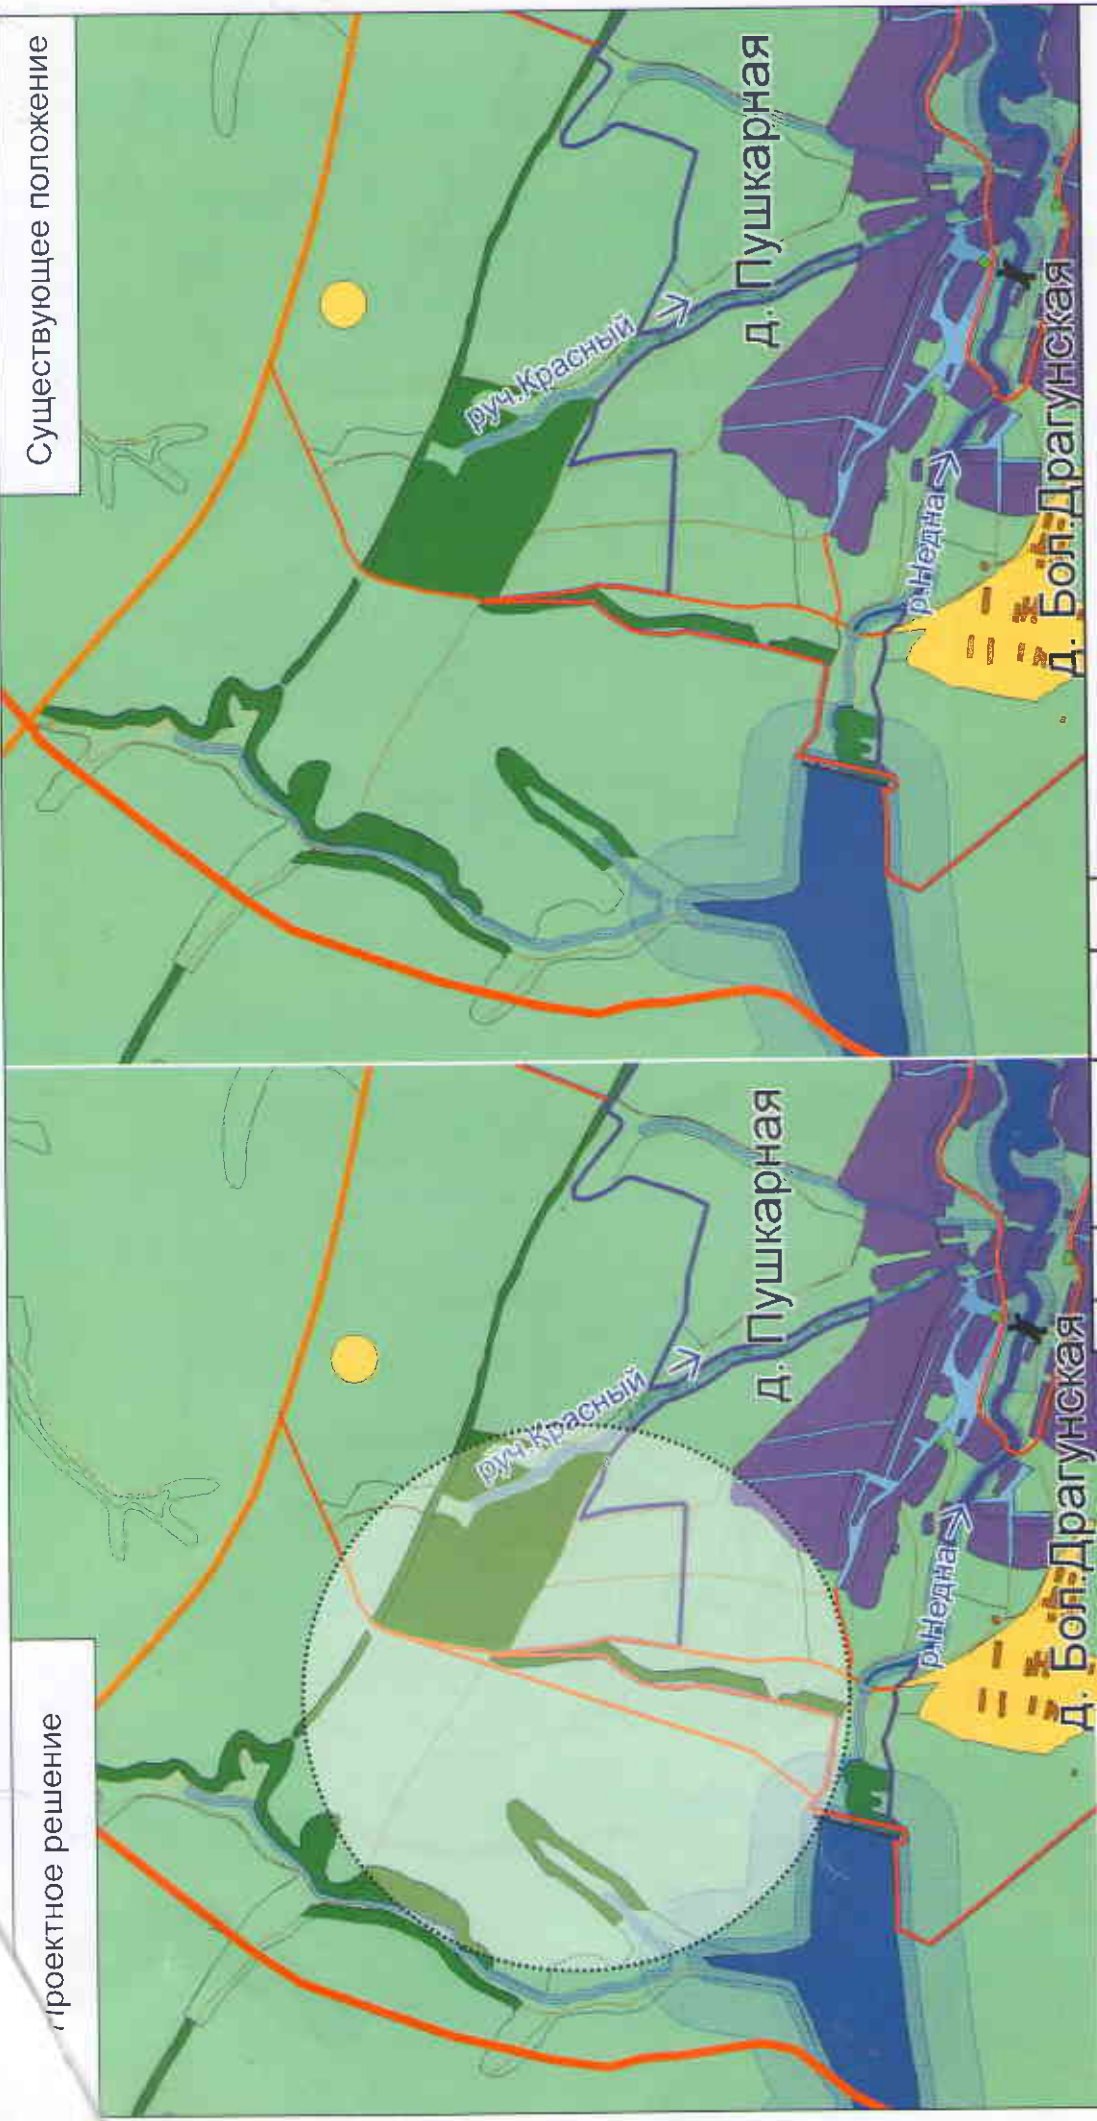 Проектное решение
руч.Красный
д. Пушкарная
р.Недна
д. Бол.Драгунская
Существующее положение
руч.Красный
д. Пушкарная
р.Недна
д. Бол.Драгунская